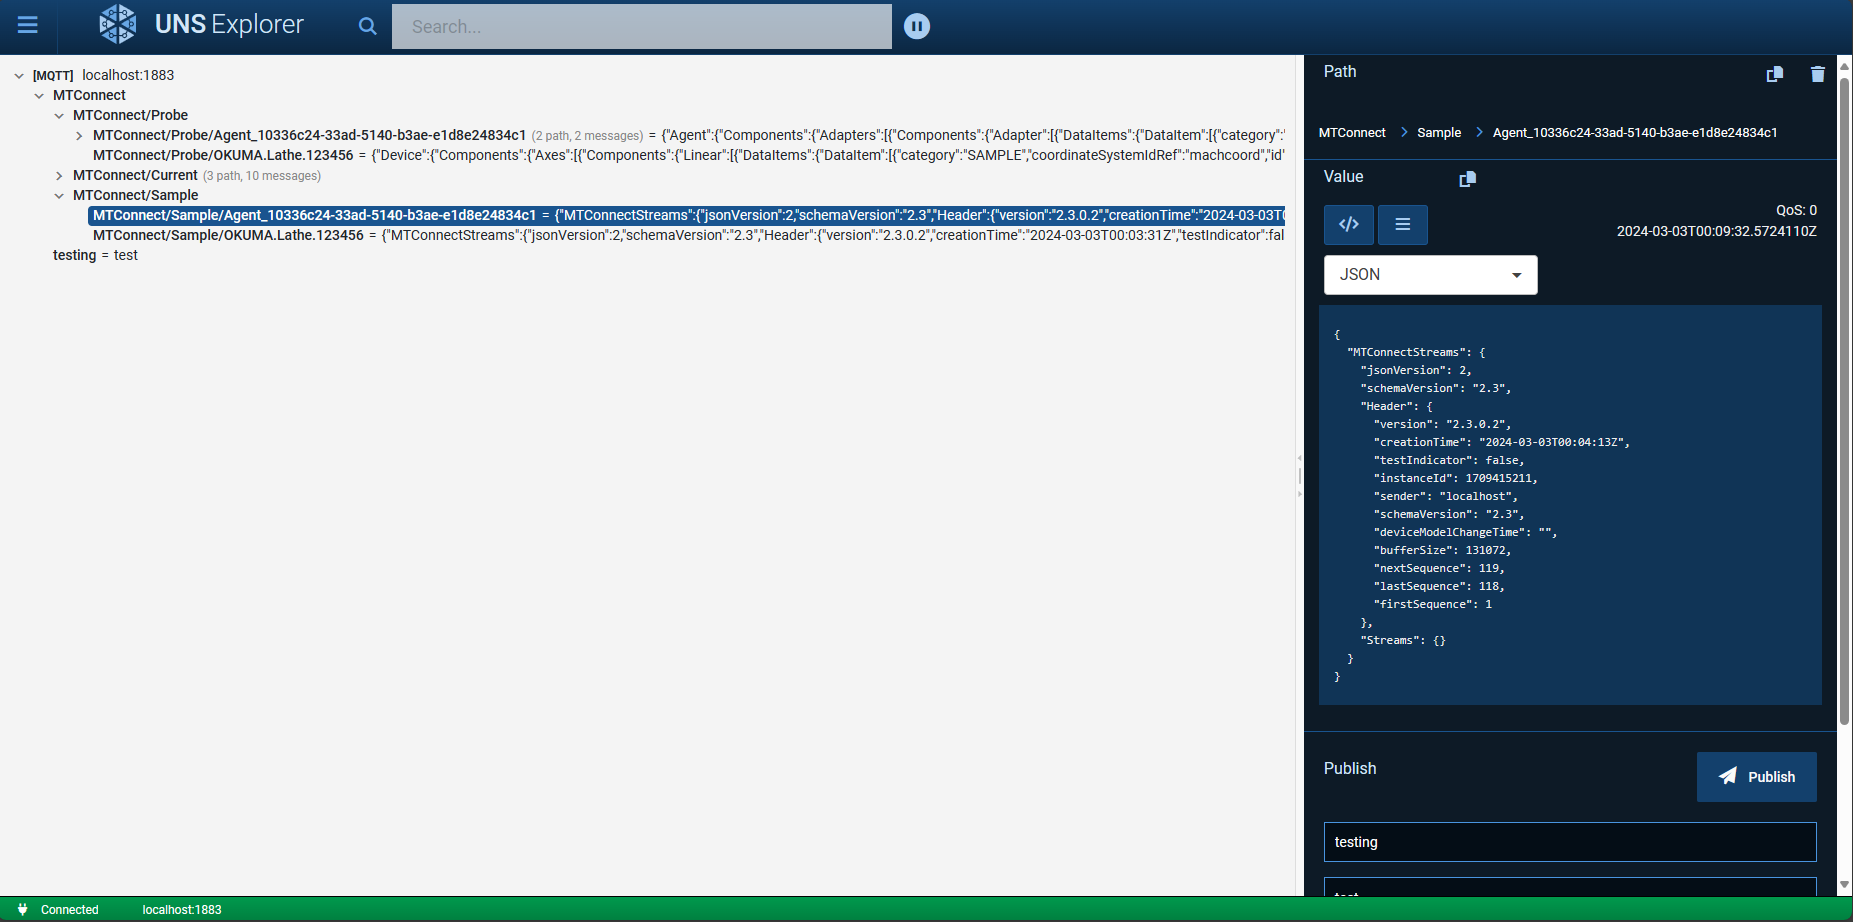 UNS Explorer
Search...
[MQTT] localhost:1883
MTConnect
MTConnect/Probe
MTConnect/Probe/Agent_10336c24-33ad-5140-b3ae-e1d8e24834c1 (2 path, 2 messages) = {"Agent":{"Components":{"Adapters":[{"Components":{"Adapter":[{"DataItems":{"DataItem":[{"category":"
MTConnect/Probe/OKUMA.Lathe.123456 = {"Device":{"Components":{"Axes":[{"Components":{"Linear":[{"DataItems":{"DataItem":[{"category":"SAMPLE","coordinateSystemIdRef":"machcoord","id"
MTConnect/Current (3 path, 10 messages)
MTConnect/Sample
MTConnect/Sample/Agent_10336c24-33ad-5140-b3ae-e1d8e24834c1 = {"MTConnectStreams":{"jsonVersion":2,"schemaVersion":"2.3","Header":{"version":"2.3.0.2","creationTime":"2024-03-03T0
MTConnect/Sample/OKUMA.Lathe.123456 = {"MTConnectStreams":{"jsonVersion":2,"schemaVersion":"2.3","Header":{"version":"2.3.0.2","creationTime":"2024-03-03T00:03:31Z","testIndicator":fal
testing = test
Path
MTConnect > Sample > Agent_10336c24-33ad-5140-b3ae-e1d8e24834c1
Value
QoS: 0
2024-03-03T00:09:32.5724110Z
JSON
{
"MTConnectStreams": {
"jsonVersion": 2,
"schemaVersion": "2.3",
"Header": {
"version": "2.3.0.2",
"creationTime": "2024-03-03T00:04:13Z",
"testIndicator": false,
"instanceId": 1709415211,
"sender": "localhost",
"schemaVersion": "2.3",
"deviceModelChangeTime": "",
"bufferSize": 131072,
"nextSequence": 119,
"lastSequence": 118,
"firstSequence": 1
},
"Streams": {}
}
}
Publish
Publish
testing
test
Connected localhost:1883